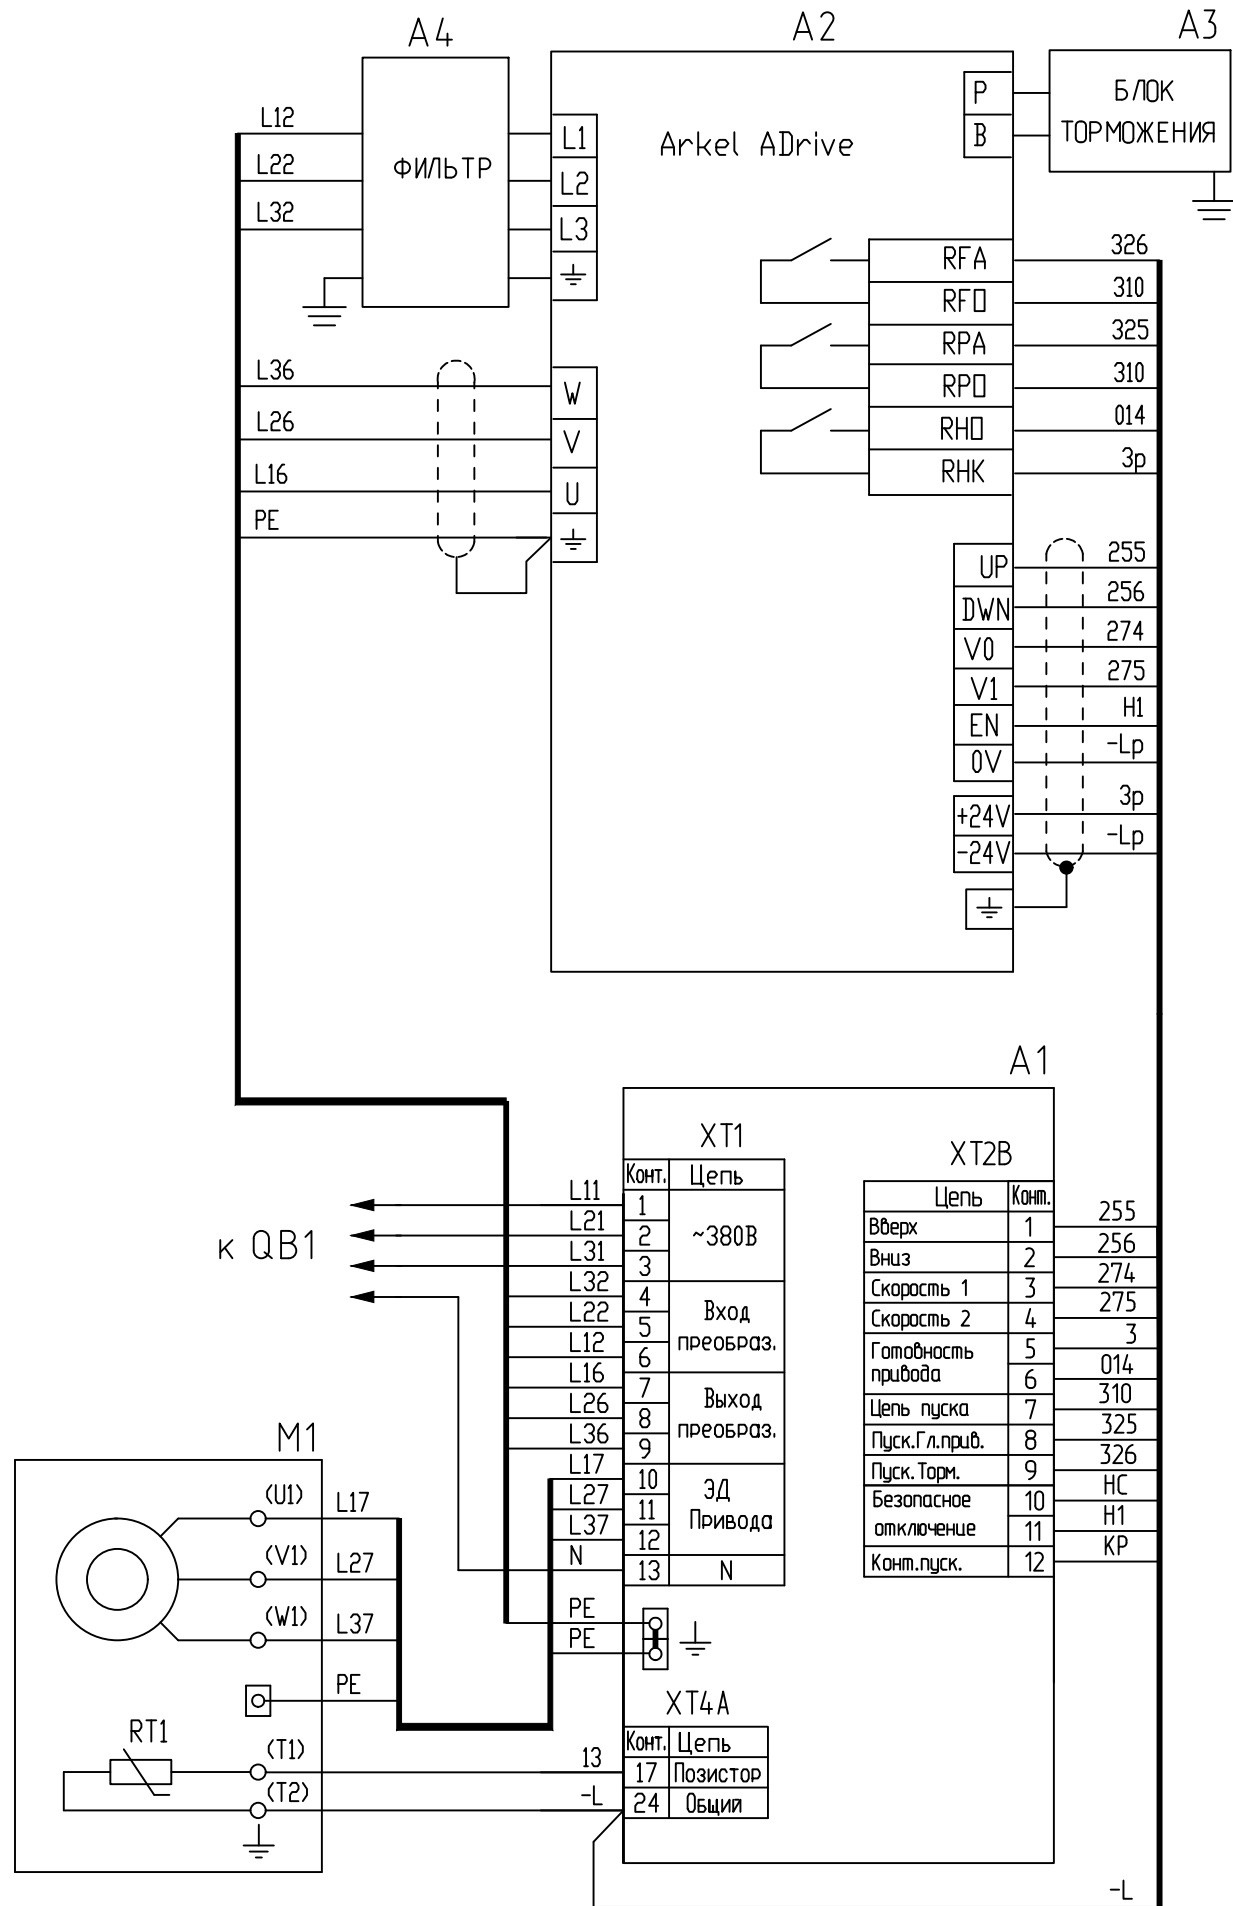 A4
A2
A3
L12
L22
L32
ФИЛЬТР
L1
L2
L3
Arkel ADrive
P
B
БЛОК
ТОРМОЖЕНИЯ
RFA
326
RFO
310
RPA
325
RPO
310
RHO
014
RHK
3p
L36
L26
L16
PE
W
V
U
UP
255
DWN
256
V0
274
V1
275
EN
H1
0V
-Lp
+24V
3p
-24V
-Lp
A1
XT1
Конт. Цепь
L11 1
L21 2
L31 3
~380В
к QB1
L32 4
L22 5
L12 6
Вход
преобраз.
L16 7
L26 8
L36 9
Выход
преобраз.
L17 10
L27 11
L37 12
ЭД
Привода
N 13 N
PE
PE
XT2B
Цепь Конт.
Вверх 1 255
Вниз 2 256
Скорость 1 3 274
Скорость 2 4 275
Готовность
привода
5 3
6 014
Цепь пуска 7 310
Пуск.Гл.прив. 8 325
Пуск.Торм. 9 326
Безопасное
отключение
10 HC
11 H1
Конт.пуск. 12 KP
M1
(U1) L17
(V1) L27
(W1) L37
PE
RT1
(T1)
(T2)
XT4A
Конт. Цепь
13 17 Позистор
-L 24 Общий
-L